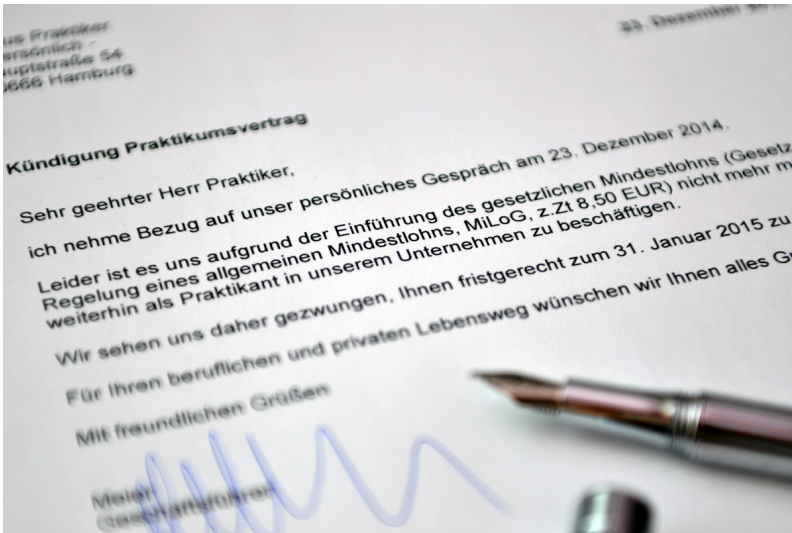 us Praktiker
ersönlich -
auptstraße 54
6666 Hamburg
23. Dezember
Kündigung Praktikumsvertrag
Sehr geehrter Herr Praktiker,
ich nehme Bezug auf unser persönliches Gespräch am 23. Dezember 2014.
Leider ist es uns aufgrund der Einführung des gesetzlichen Mindestlohns (Gesetz
Regelung eines allgemeinen Mindestlohns, MiLoG, z.Zt 8,50 EUR) nicht mehr m
weiterhin als Praktikant in unserem Unternehmen zu beschäftigen.
Wir sehen uns daher gezwungen, Ihnen fristgerecht zum 31. Januar 2015 zu
Für Ihren beruflichen und privaten Lebensweg wünschen wir Ihnen alles G
Mit freundlichen Grüßen
Meier
Geschäftsführer